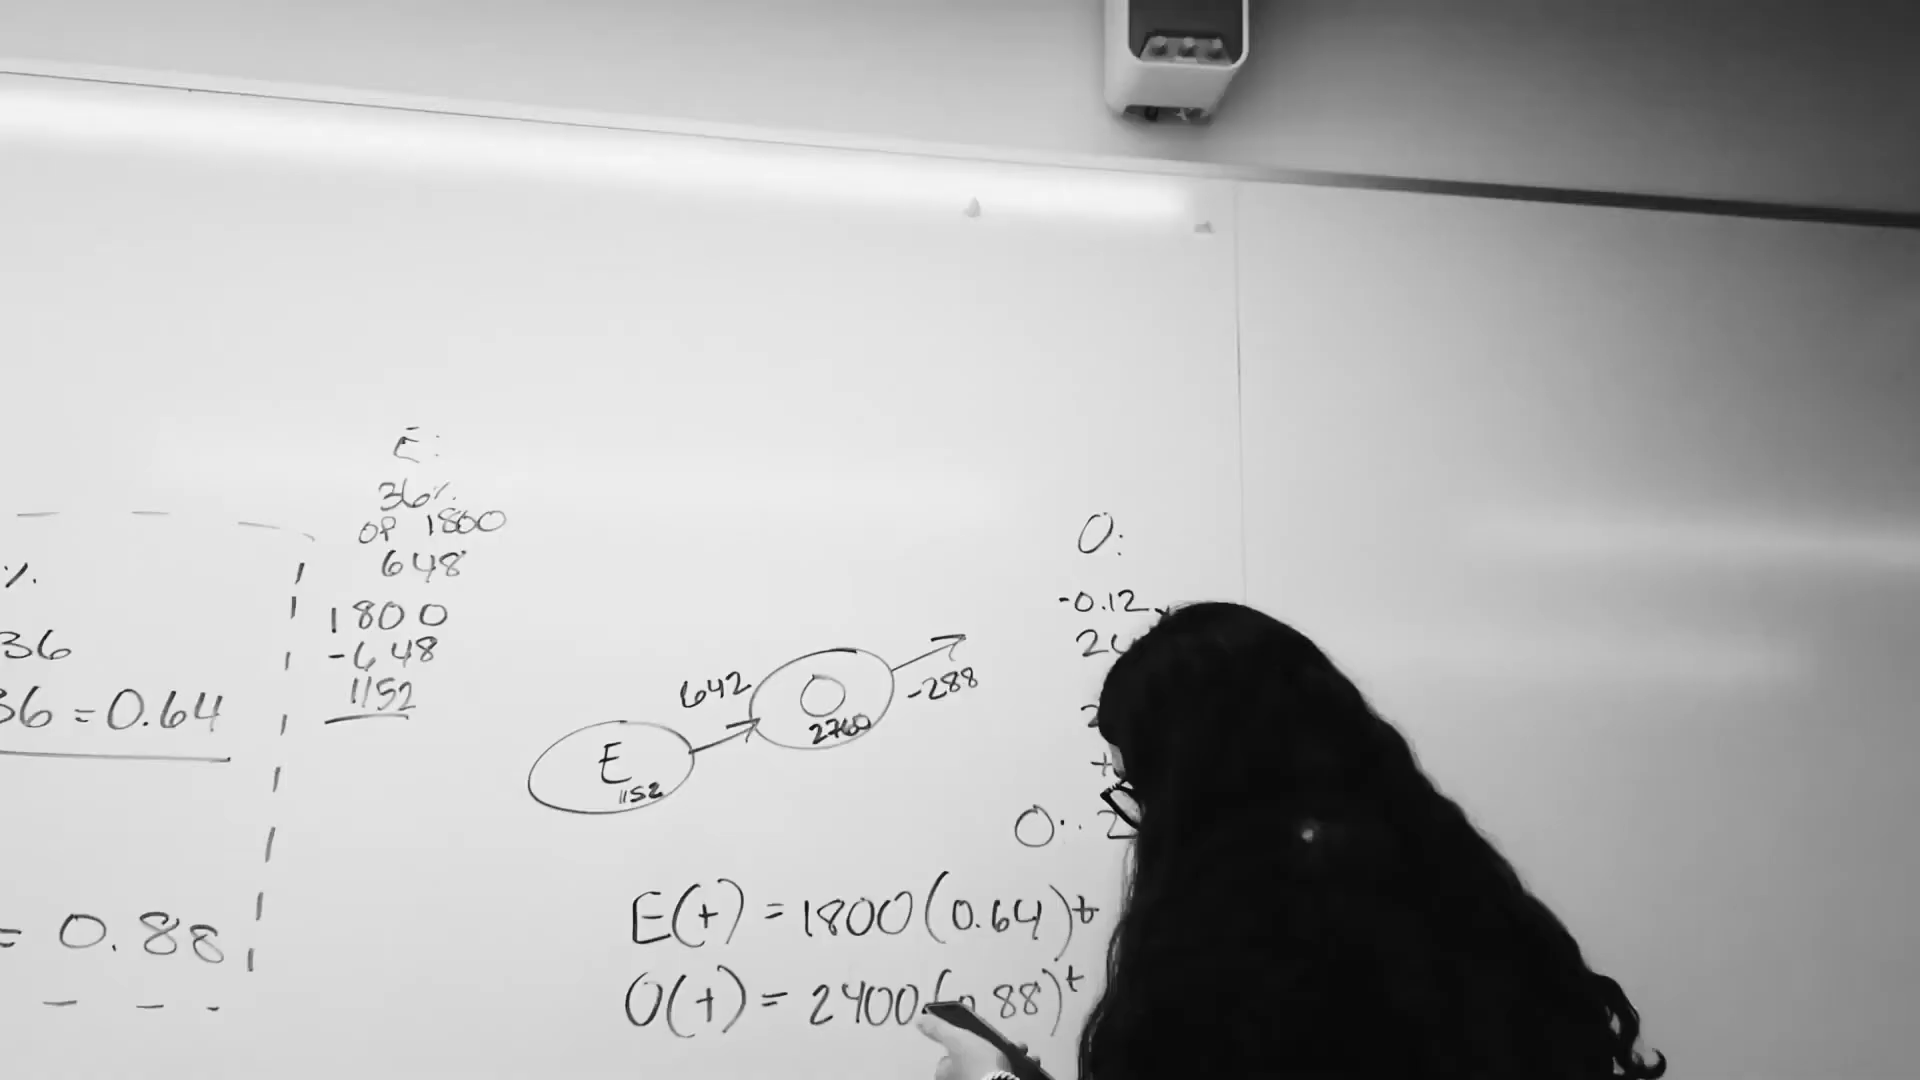 %.
36
36 = 0.64
= 0.88
E:
36%
of 1800
648
1800
-648
1152
E
1152
642
O
2760
-288
O:
-0.12
E(t) = 1800(0.64)t
O(t) = 2400(0.88)^t